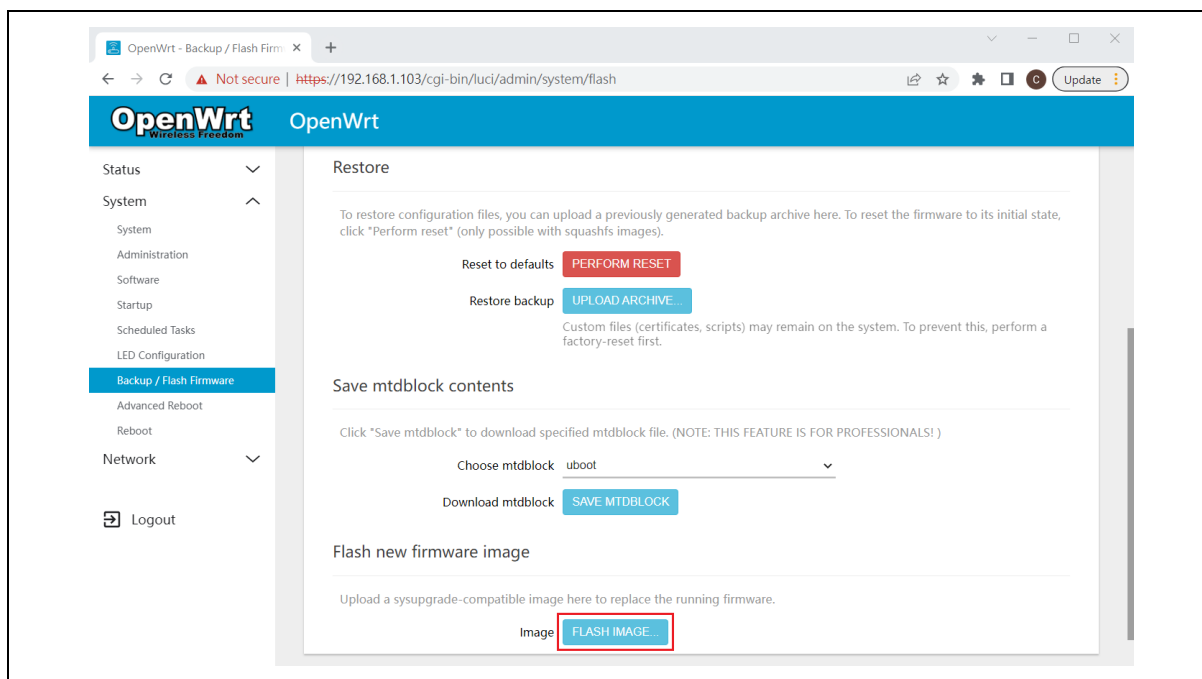 OpenWrt - Backup / Flash Firm
Not secure | https://192.168.1.103/cgi-bin/luci/admin/system/flash
C
Update
OpenWrt
Wireless Freedom
OpenWrt
Status
System
System
Administration
Software
Startup
Scheduled Tasks
LED Configuration
Backup / Flash Firmware
Advanced Reboot
Reboot
Network
Logout
Restore
To restore configuration files, you can upload a previously generated backup archive here. To reset the firmware to its initial state,
click "Perform reset" (only possible with squashfs images).
Reset to defaults PERFORM RESET
Restore backup UPLOAD ARCHIVE...
Custom files (certificates, scripts) may remain on the system. To prevent this, perform a
factory-reset first.
Save mtdblock contents
Click "Save mtdblock" to download specified mtdblock file. (NOTE: THIS FEATURE IS FOR PROFESSIONALS! )
Choose mtdblock uboot
Download mtdblock SAVE MTDBLOCK
Flash new firmware image
Upload a sysupgrade-compatible image here to replace the running firmware.
Image FLASH IMAGE...